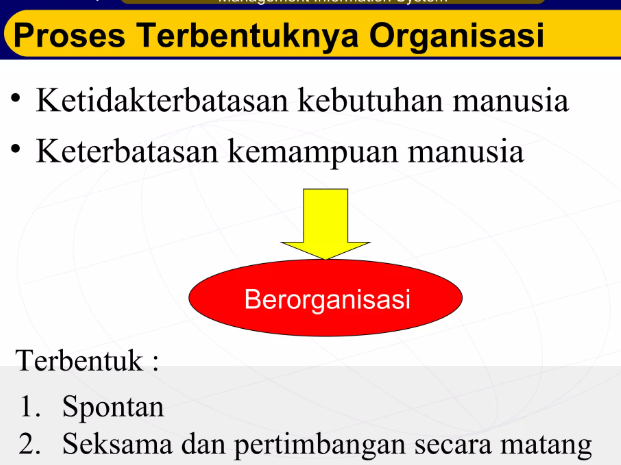 Management Information System
Proses Terbentuknya Organisasi
• Ketidakterbatasan kebutuhan manusia
• Keterbatasan kemampuan manusia
Berorganisasi
Terbentuk :
1. Spontan
2. Seksama dan pertimbangan secara matang